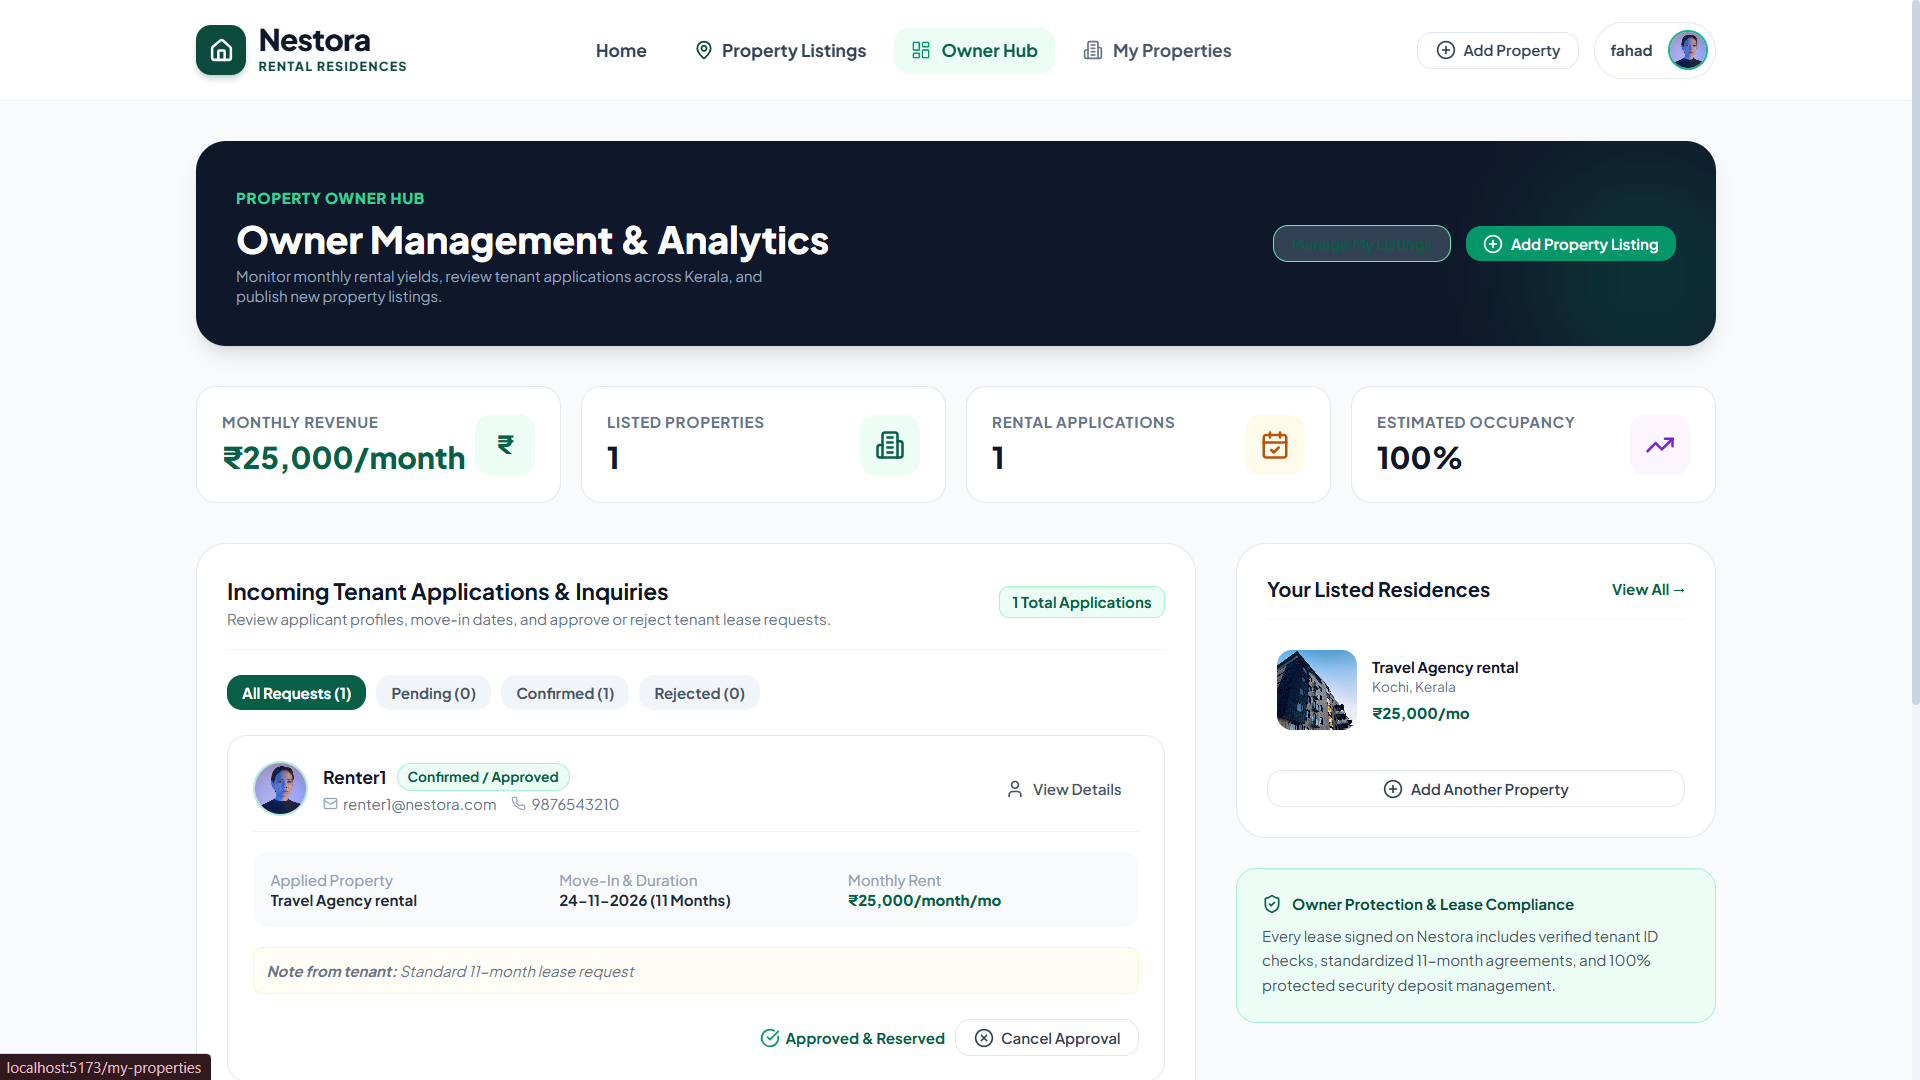 Nestora
RENTAL RESIDENCES
Home
Property Listings
Owner Hub
My Properties
Add Property
fahad
PROPERTY OWNER HUB
Owner Management & Analytics
Monitor monthly rental yields, review tenant applications across Kerala, and
publish new property listings.
Manage My Listings
Add Property Listing
MONTHLY REVENUE
₹25,000/month
₹
LISTED PROPERTIES
1
RENTAL APPLICATIONS
1
ESTIMATED OCCUPANCY
100%
Incoming Tenant Applications & Inquiries
Review applicant profiles, move-in dates, and approve or reject tenant lease requests.
1 Total Applications
All Requests (1)
Pending (0)
Confirmed (1)
Rejected (0)
Renter1
Confirmed / Approved
renter1@nestora.com
9876543210
View Details
Applied Property
Travel Agency rental
Move-In & Duration
24-11-2026 (11 Months)
Monthly Rent
₹25,000/month/mo
Note from tenant: Standard 11-month lease request
Approved & Reserved
Cancel Approval
Your Listed Residences
View All →
Travel Agency rental
Kochi, Kerala
₹25,000/mo
Add Another Property
Owner Protection & Lease Compliance
Every lease signed on Nestora includes verified tenant ID
checks, standardized 11-month agreements, and 100%
protected security deposit management.
localhost:5173/my-properties